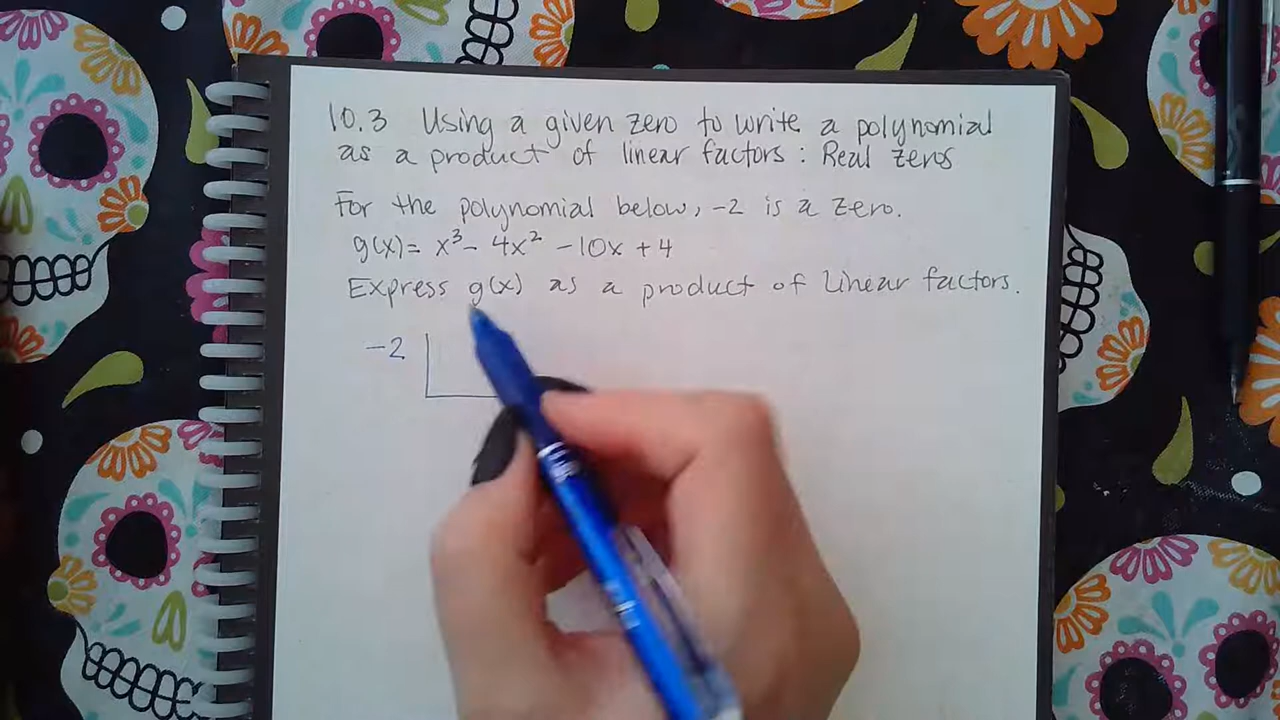 10.3 Using a given zero to write a polynomial
as a product of linear factors: Real zeros
For the polynomial below, -2 is a zero.
g(x) = x³ - 4x² - 10x + 4
Express g(x) as a product of linear factors.
-2